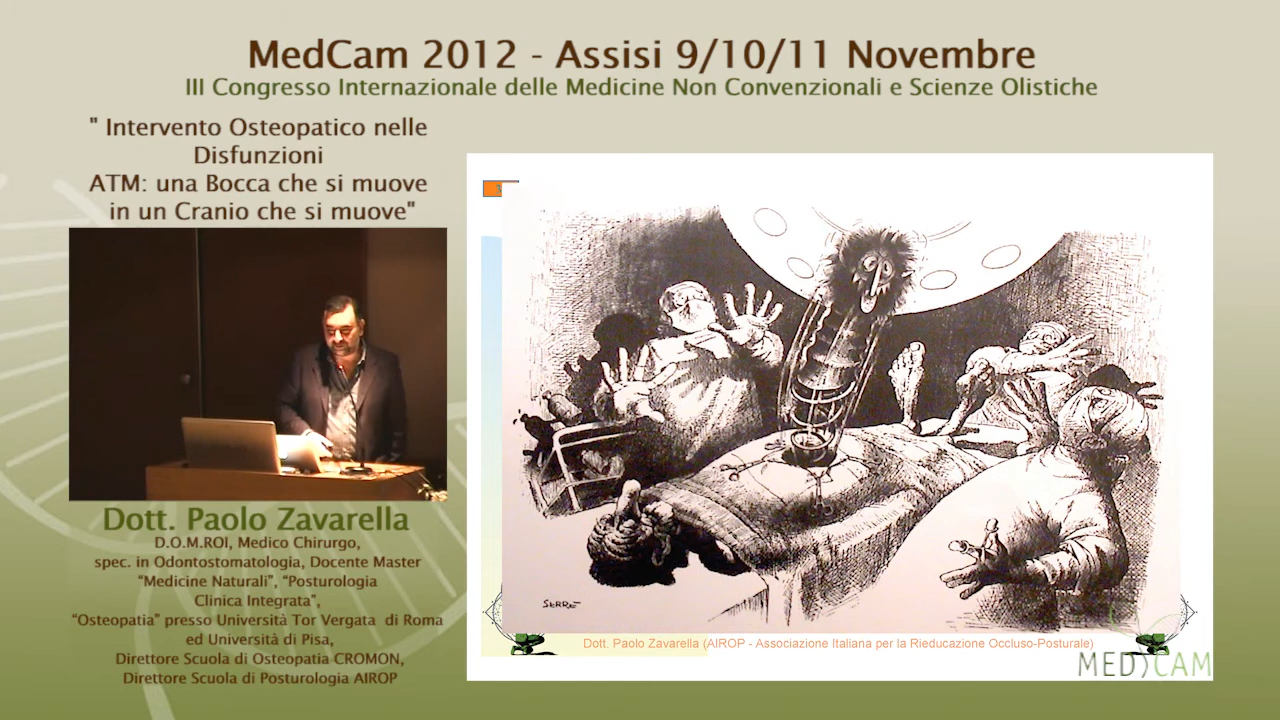 MedCam 2012 - Assisi 9/10/11 Novembre
III Congresso Internazionale delle Medicine Non Convenzionali e Scienze Olistiche
" Intervento Osteopatico nelle
Disfunzioni
ATM: una Bocca che si muove
in un Cranio che si muove"
Dott. Paolo Zavarella
D.O.M.ROI, Medico Chirurgo,
spec. in Odontostomatologia, Docente Master
“Medicine Naturali”, “Posturologia
Clinica Integrata”,
“Osteopatia” presso Università Tor Vergata di Roma
ed Università di Pisa,
Direttore Scuola di Osteopatia CROMON,
Direttore Scuola di Posturologia AIROP
SERRE
Dott. Paolo Zavarella (AIROP - Associazione Italiana per la Rieducazione Occluso-Posturale)
MED)CAM